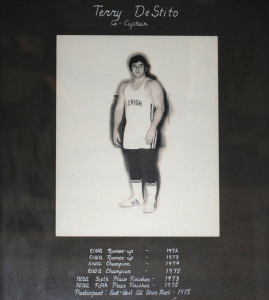 Terry DeStito
Co-Captain
LEHIGH
EIWA Runner-up - 1972
EIWA Runner-up - 1973
EIWA Champion - 1974
EIWA Champion - 1975
NCAA Sixth Place Finisher - 1973
NCAA Fifth Place Finisher - 1975
Participant East-West All Star Meet - 1975